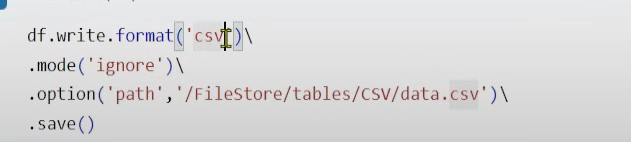 df.write.format('csv')\
.mode('ignore')\
.option('path','/FileStore/tables/CSV/data.csv')\
.save()